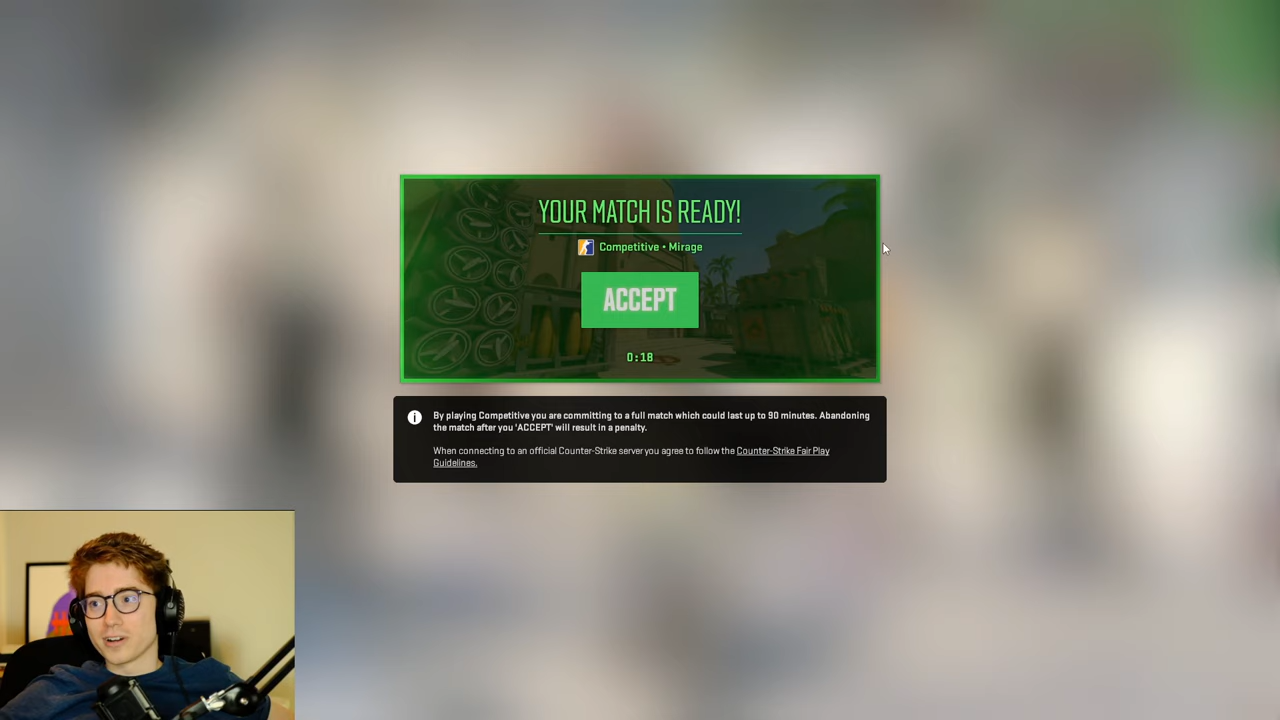 YOUR MATCH IS READY!
Competitive • Mirage
ACCEPT
0:18
By playing Competitive you are committing to a full match which could last up to 90 minutes. Abandoning
the match after you 'ACCEPT' will result in a penalty.
When connecting to an official Counter-Strike server you agree to follow the Counter-Strike Fair Play
Guidelines.